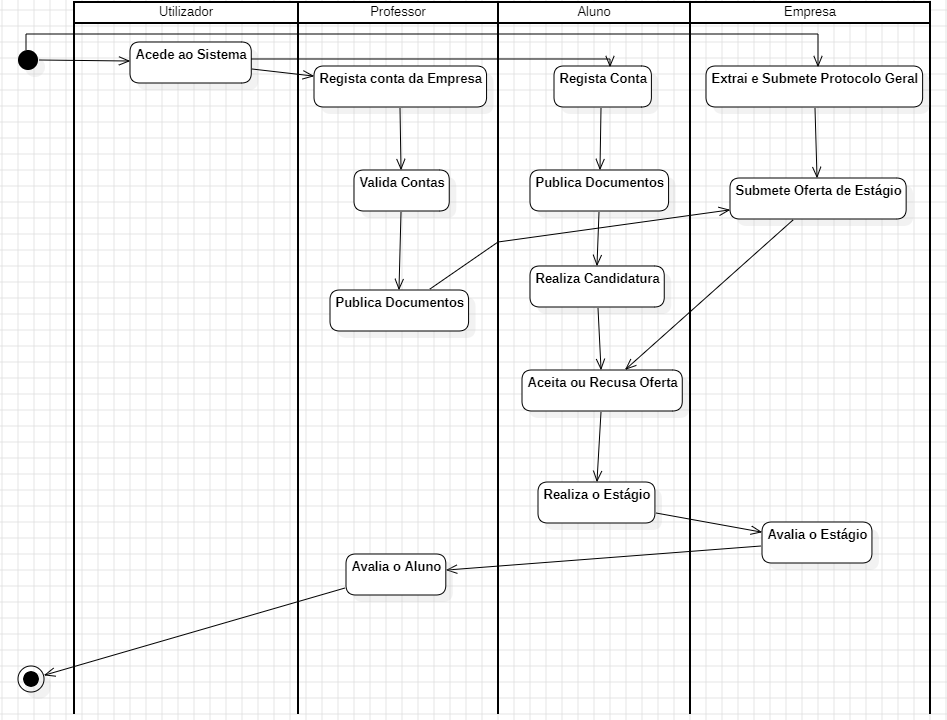 Utilizador
Professor
Aluno
Empresa
Acede ao Sistema
Regista conta da Empresa
Regista Conta
Extrai e Submete Protocolo Geral
Valida Contas
Publica Documentos
Submete Oferta de Estágio
Realiza Candidatura
Publica Documentos
Aceita ou Recusa Oferta
Realiza o Estágio
Avalia o Estágio
Avalia o Aluno